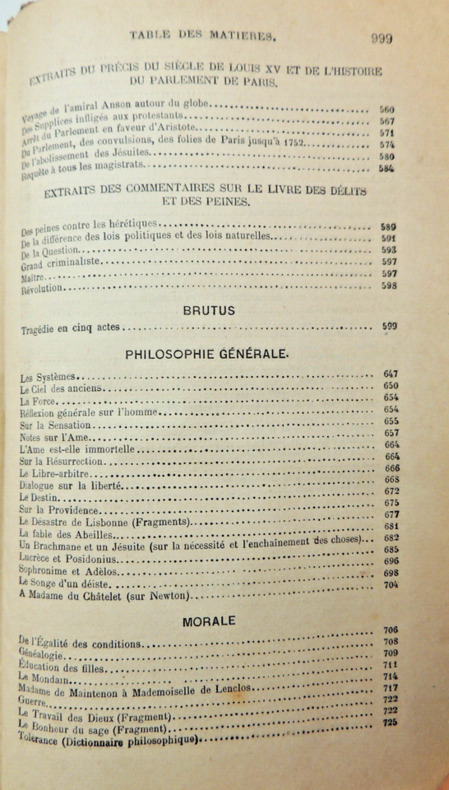 TABLE DES MATIERES. 999
EXTRAITS DU PRÉCIS DU SIÈCLE DE LOUIS XV ET DE L'HISTOIRE
DU PARLEMENT DE PARIS.
Voyage de l'amiral Anson autour du globe 560
Des Supplices infligés aux protestants 567
Arrêt du Parlement en faveur d'Aristote 571
Du Parlement, des convulsions, des folies de Paris jusqu'à 1752 574
De l'abolissement des Jésuites 580
Requête à tous les magistrats 584
EXTRAITS DES COMMENTAIRES SUR LE LIVRE DES DÉLITS
ET DES PEINES.
Des peines contre les hérétiques 589
De la différence des lois politiques et des lois naturelles 591
De la Question 593
Grand criminaliste 597
Maître 597
Révolution 598
BRUTUS
Tragédie en cinq actes 599
PHILOSOPHIE GÉNÉRALE.
Les Systèmes 647
Le Ciel des anciens 650
La Force 654
Réflexion générale sur l'homme 654
Sur la Sensation 655
Notes sur l'Ame 657
L'Ame est-elle immortelle 664
Sur la Résurrection 664
Le Libre-arbitre 666
Dialogue sur la liberté 668
Le Destin 672
Sur la Providence 675
Le Désastre de Lisbonne (Fragments) 677
La fable des Abeilles 681
Un Brachmane et un Jésuite (sur la nécessité et l'enchaînement des choses) 682
Lucrèce et Posidonius 685
Sophronime et Adèlos 696
Le Songe d'un déiste 698
A Madame du Châtelet (sur Newton) 704
MORALE
De l'Égalité des conditions 706
Généalogie 708
Éducation des filles 709
Le Mondain 711
Madame de Maintenon à Mademoiselle de Lenclos 714
Guerre 717
Le Travail des Dieux (Fragment) 722
Le Bonheur du sage (Fragment) 722
Tolérance (Dictionnaire philosophique) 725